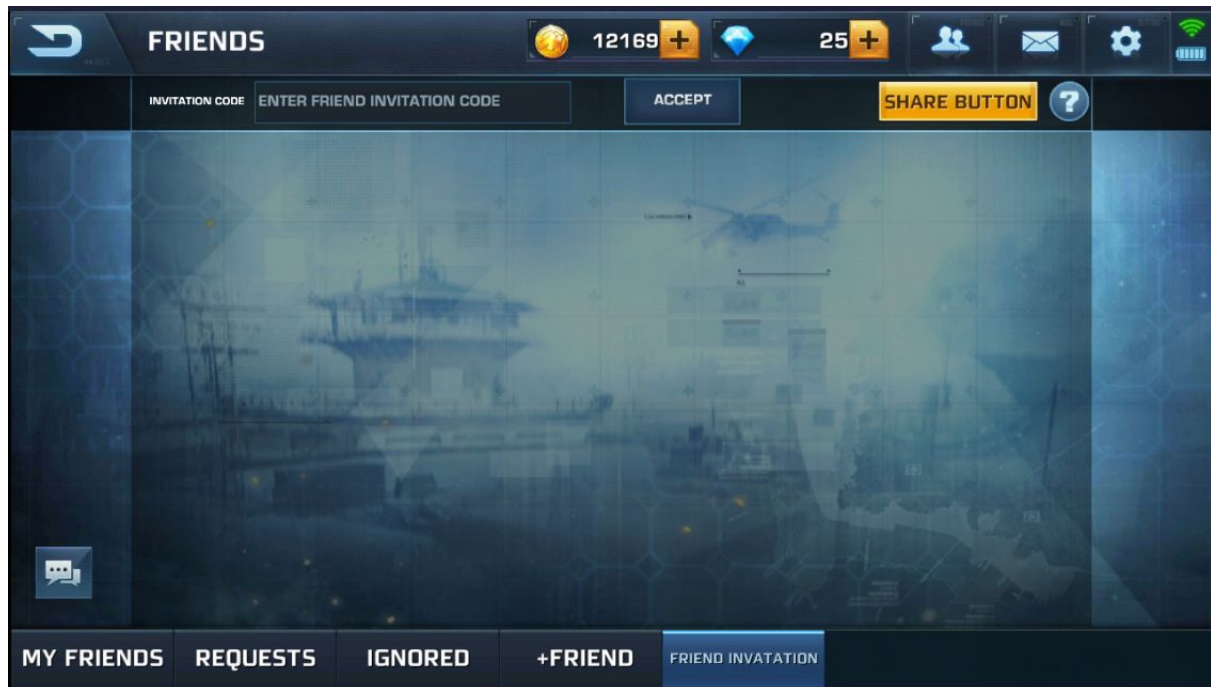 FRIENDS
12169
25
INVITATION CODE
ENTER FRIEND INVITATION CODE
ACCEPT
SHARE BUTTON
?
MY FRIENDS
REQUESTS
IGNORED
+FRIEND
FRIEND INVATATION